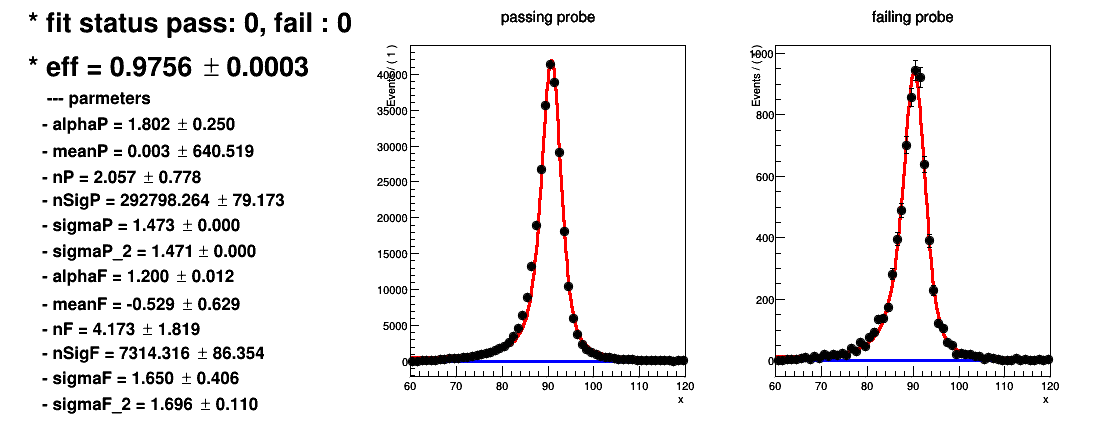 * fit status pass: 0, fail : 0
* eff = 0.9756 ± 0.0003
--- parmeters
- alphaP = 1.802 ± 0.250
- meanP = 0.003 ± 640.519
- nP = 2.057 ± 0.778
- nSigP = 292798.264 ± 79.173
- sigmaP = 1.473 ± 0.000
- sigmaP_2 = 1.471 ± 0.000
- alphaF = 1.200 ± 0.012
- meanF = -0.529 ± 0.629
- nF = 4.173 ± 1.819
- nSigF = 7314.316 ± 86.354
- sigmaF = 1.650 ± 0.406
- sigmaF_2 = 1.696 ± 0.110
passing probe
Events / ( 1 )
40000
35000
30000
25000
20000
15000
10000
5000
0
60 70 80 90 100 110 120
x
failing probe
Events / ( 1 )
1000
800
600
400
200
0
60 70 80 90 100 110 120
x